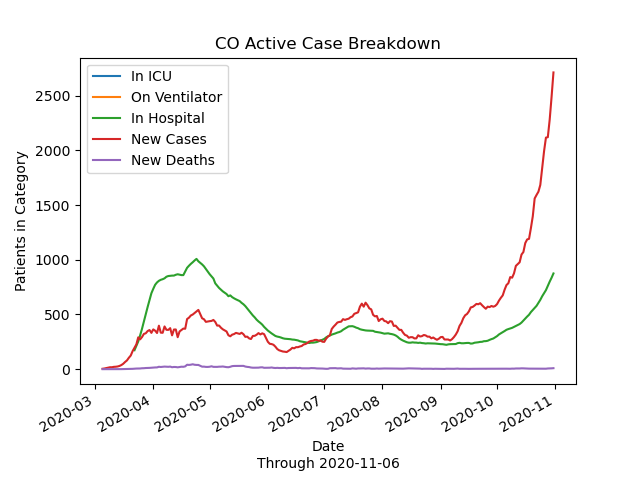 CO Active Case Breakdown
In ICU
On Ventilator
In Hospital
New Cases
New Deaths
Patients in Category
2500
2000
1500
1000
500
0
2020-03
2020-04
2020-05
2020-06
2020-07
2020-08
2020-09
2020-10
2020-11
Date
Through 2020-11-06